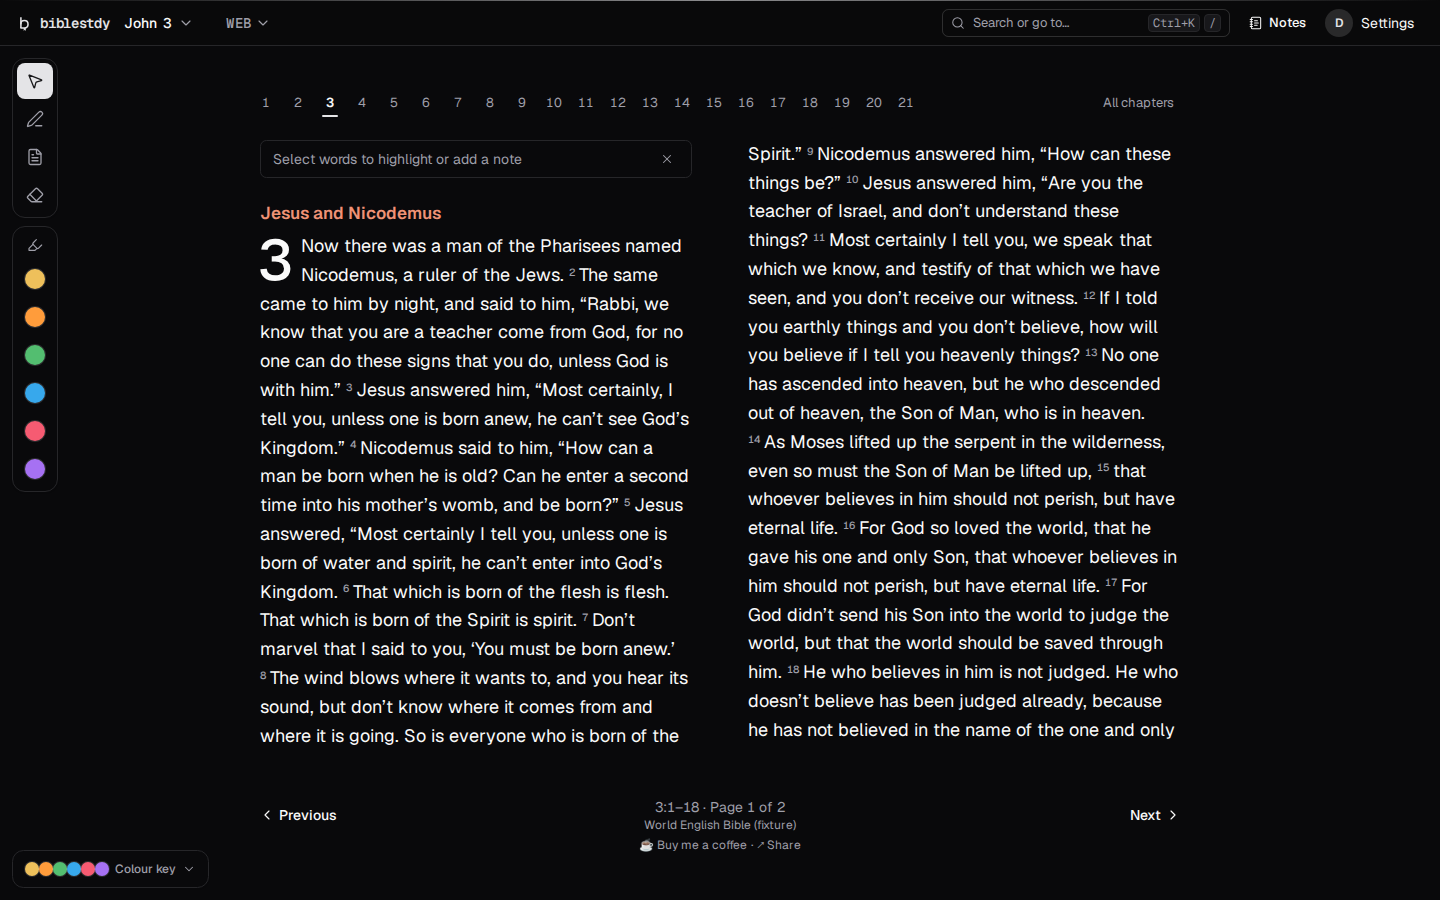 biblestdy John 3 WEB Search or go to... Ctrl+K / Notes D Settings
1 2 3 4 5 6 7 8 9 10 11 12 13 14 15 16 17 18 19 20 21 All chapters
Select words to highlight or add a note
Jesus and Nicodemus
3 Now there was a man of the Pharisees named
Nicodemus, a ruler of the Jews. 2 The same
came to him by night, and said to him, “Rabbi, we
know that you are a teacher come from God, for no
one can do these signs that you do, unless God is
with him.” 3 Jesus answered him, “Most certainly, I
tell you, unless one is born anew, he can’t see God’s
Kingdom.” 4 Nicodemus said to him, “How can a
man be born when he is old? Can he enter a second
time into his mother’s womb, and be born?” 5 Jesus
answered, “Most certainly I tell you, unless one is
born of water and spirit, he can’t enter into God’s
Kingdom. 6 That which is born of the flesh is flesh.
That which is born of the Spirit is spirit. 7 Don’t
marvel that I said to you, ‘You must be born anew.’
8 The wind blows where it wants to, and you hear its
sound, but don’t know where it comes from and
where it is going. So is everyone who is born of the
Spirit.” 9 Nicodemus answered him, “How can these
things be?” 10 Jesus answered him, “Are you the
teacher of Israel, and don’t understand these
things? 11 Most certainly I tell you, we speak that
which we know, and testify of that which we have
seen, and you don’t receive our witness. 12 If I told
you earthly things and you don’t believe, how will
you believe if I tell you heavenly things? 13 No one
has ascended into heaven, but he who descended
out of heaven, the Son of Man, who is in heaven.
14 As Moses lifted up the serpent in the wilderness,
even so must the Son of Man be lifted up, 15 that
whoever believes in him should not perish, but have
eternal life. 16 For God so loved the world, that he
gave his one and only Son, that whoever believes in
him should not perish, but have eternal life. 17 For
God didn’t send his Son into the world to judge the
world, but that the world should be saved through
him. 18 He who believes in him is not judged. He who
doesn’t believe has been judged already, because
he has not believed in the name of the one and only
Previous
3:1–18 · Page 1 of 2
World English Bible (fixture)
☕ Buy me a coffee · ↗ Share
Next
Colour key